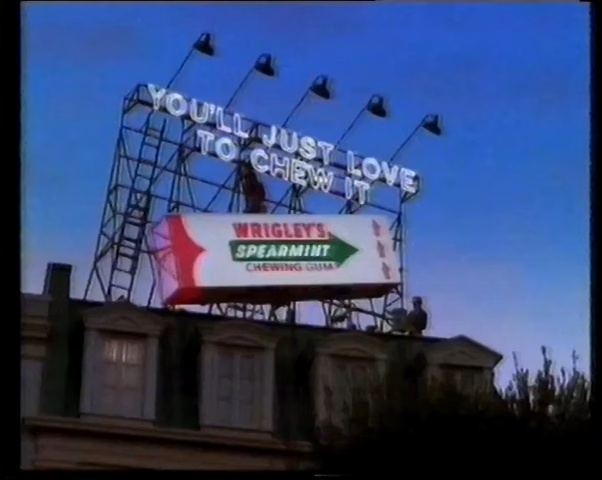 YOU'LL JUST LOVE
TO CHEW IT
WRIGLEY'S
SPEARMINT
CHEWING GUM